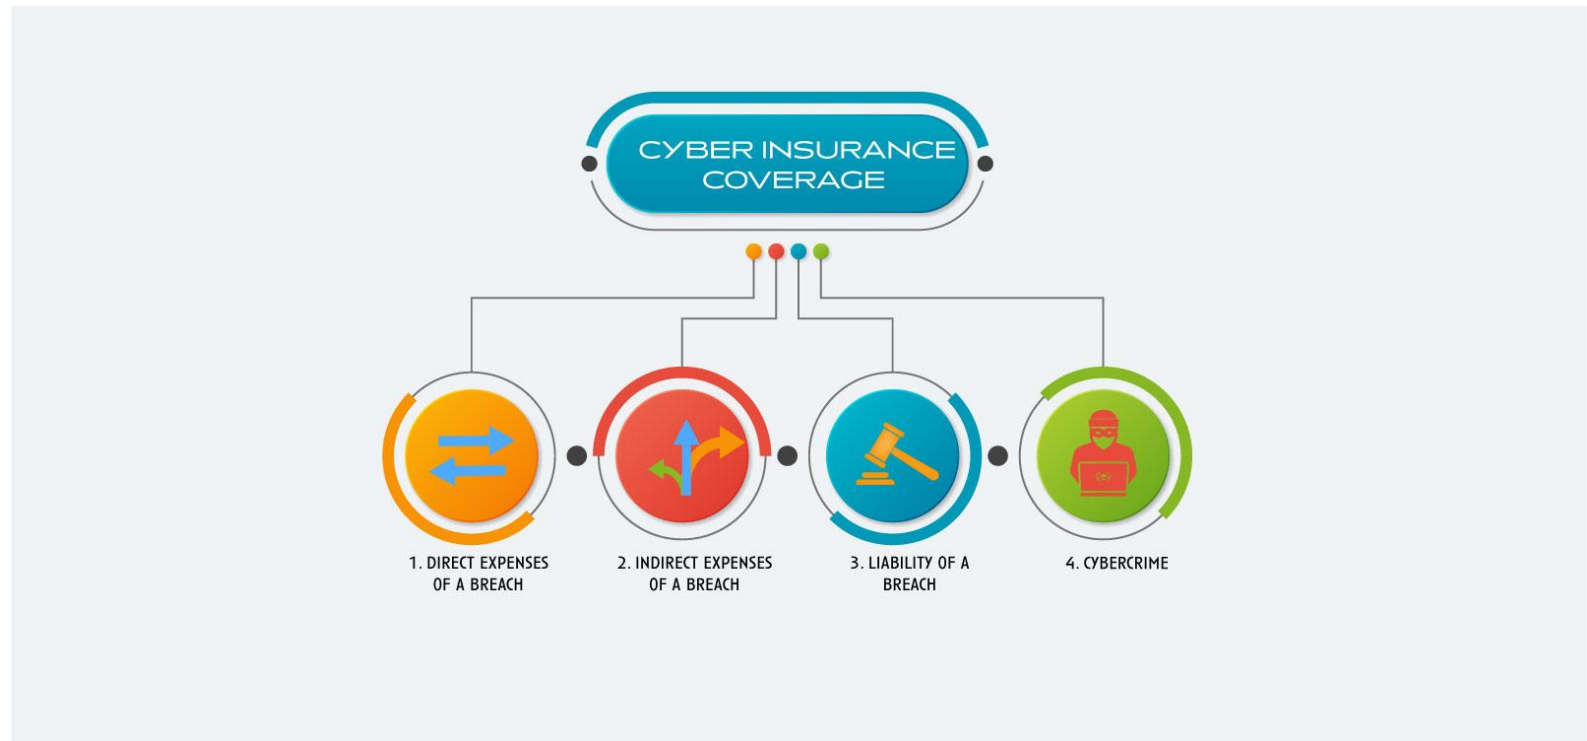 CYBER INSURANCE
COVERAGE
1. DIRECT EXPENSES
OF A BREACH
2. INDIRECT EXPENSES
OF A BREACH
3. LIABILITY OF A
BREACH
4. CYBERCRIME